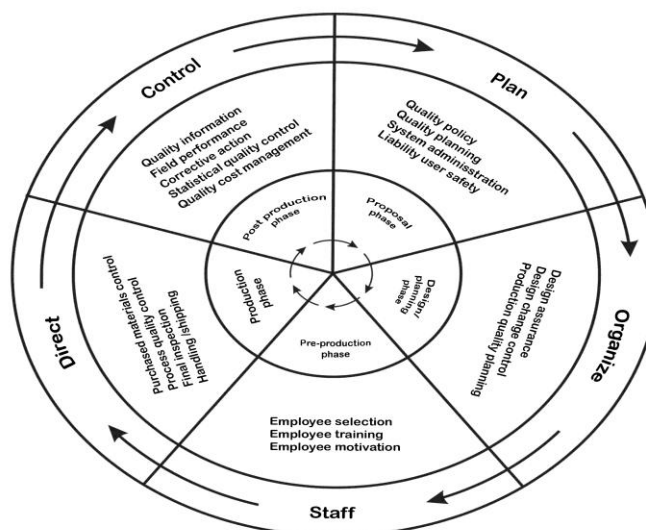 Control
Plan
Organize
Staff
Direct
Quality information
Field performance
Corrective action
Statistical quality control
Quality cost management
Quality policy
Quality planning
System adminisstration
Liability user safety
Design assurance
Design change control
Production quality planning
Employee selection
Employee training
Employee motivation
Purchased materials control
Process quality control
Final inspection
Handling/shipping
Post production
phase
Proposal
phase
Design/
planning
phase
Pre-production
phase
Production
phase